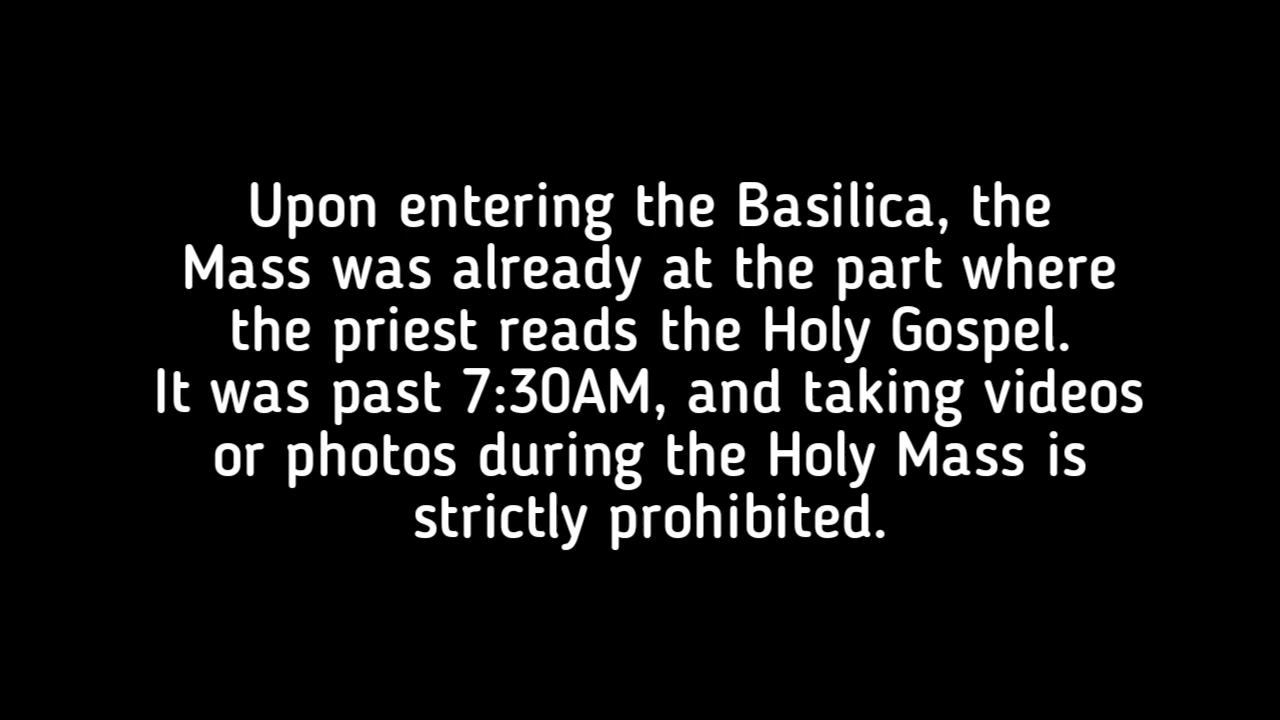 Upon entering the Basilica, the
Mass was already at the part where
the priest reads the Holy Gospel.
It was past 7:30AM, and taking videos
or photos during the Holy Mass is
strictly prohibited.